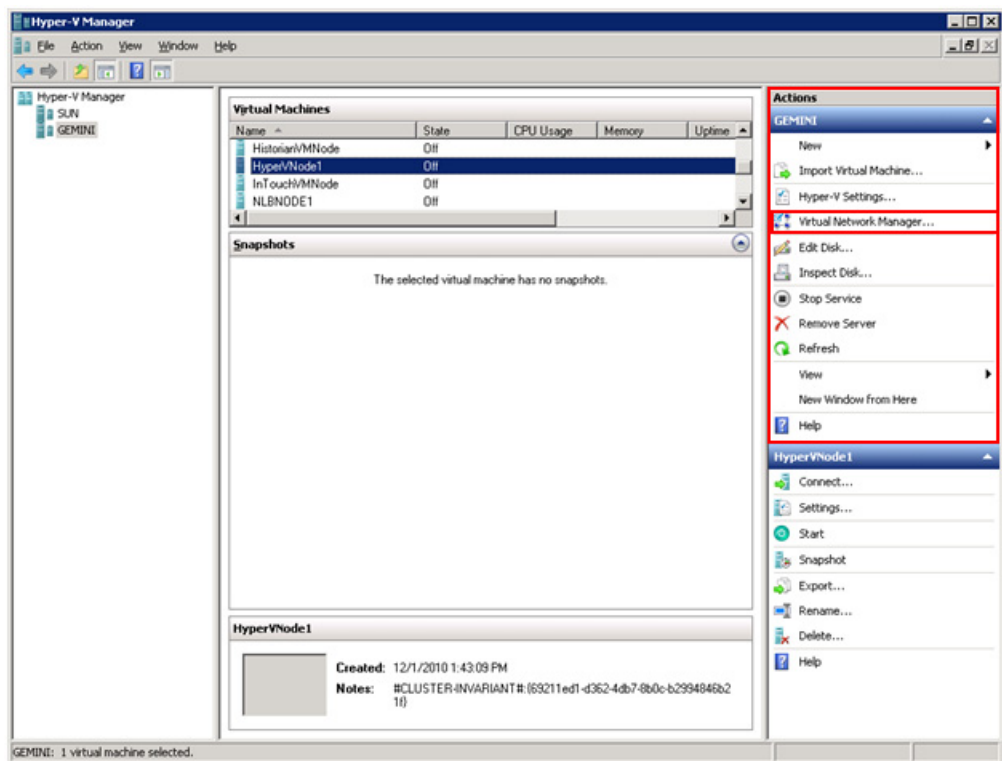 Hyper-V Manager
File Action View Window Help
Hyper-V Manager
SUN
GEMINI
Virtual Machines
Name State CPU Usage Memory Uptime
HistorianVMNode Off
HyperVNode1 Off
InTouchVMNode Off
NLBNODE1 Off
Snapshots
The selected virtual machine has no snapshots.
HyperVNode1
Created: 12/1/2010 1:43:09 PM
Notes: #CLUSTER-INVARIANT#:{69211ed1-d362-4db7-8b0c-b2994846b2
1f}
Actions
GEMINI
New
Import Virtual Machine...
Hyper-V Settings...
Virtual Network Manager...
Edit Disk...
Inspect Disk...
Stop Service
Remove Server
Refresh
View
New Window from Here
Help
HyperVNode1
Connect...
Settings...
Start
Snapshot
Export...
Rename...
Delete...
Help
GEMINI: 1 virtual machine selected.